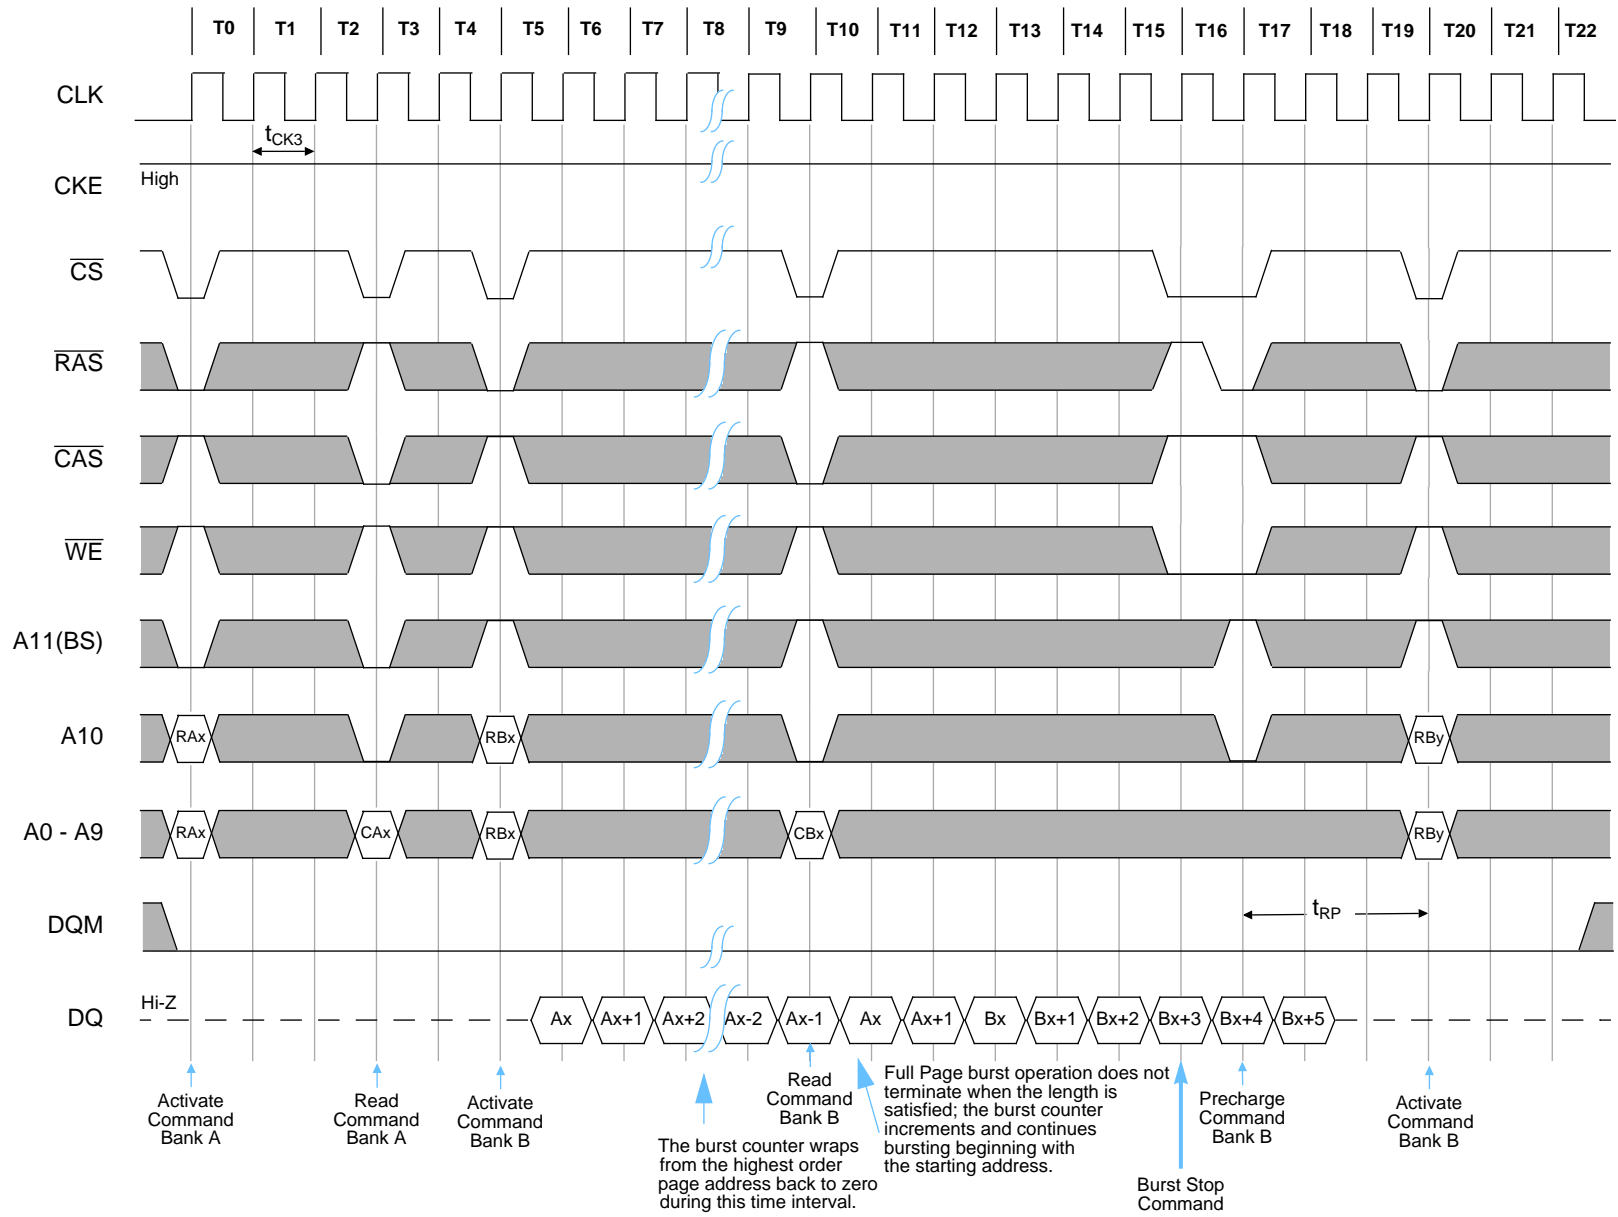 T0 T1 T2 T3 T4 T5 T6 T7 T8 T9 T10 T11 T12 T13 T14 T15 T16 T17 T18 T19 T20 T21 T22
CLK
tCK3
CKE
High
CS
RAS
CAS
WE
A11(BS)
A10
RAx RBx RBy
A0 - A9
RAx CAx RBx CBx RBy
DQM
tRP
DQ
Hi-Z
Ax Ax+1 Ax+2 Ax-2 Ax-1 Ax Ax+1 Bx Bx+1 Bx+2 Bx+3 Bx+4 Bx+5
Activate
Command
Bank A
Read
Command
Bank A
Activate
Command
Bank B
The burst counter wraps
from the highest order
page address back to zero
during this time interval.
Read
Command
Bank B
Full Page burst operation does not
terminate when the length is
satisfied; the burst counter
increments and continues
bursting beginning with
the starting address.
Burst Stop
Command
Precharge
Command
Bank B
Activate
Command
Bank B